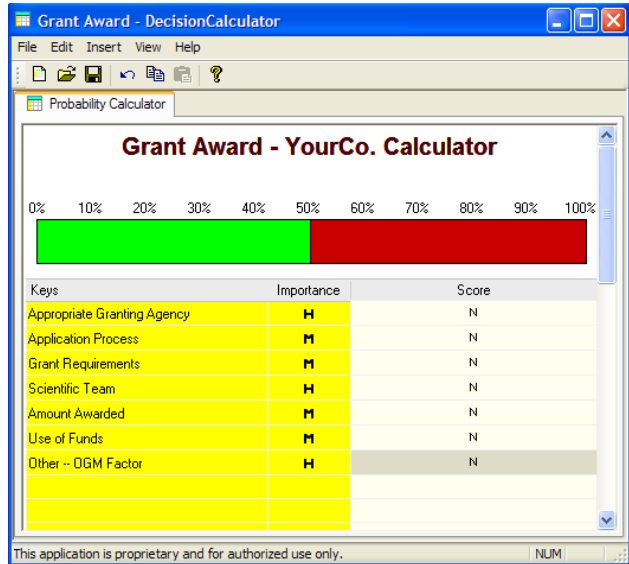 Grant Award - DecisionCalculator
File Edit Insert View Help
Probability Calculator
Grant Award - YourCo. Calculator
0% 10% 20% 30% 40% 50% 60% 70% 80% 90% 100%
Keys Importance Score
Appropriate Granting Agency H N
Application Process M N
Grant Requirements M N
Scientific Team H N
Amount Awarded M N
Use of Funds M N
Other -- OGM Factor H N
This application is proprietary and for authorized use only. NUM